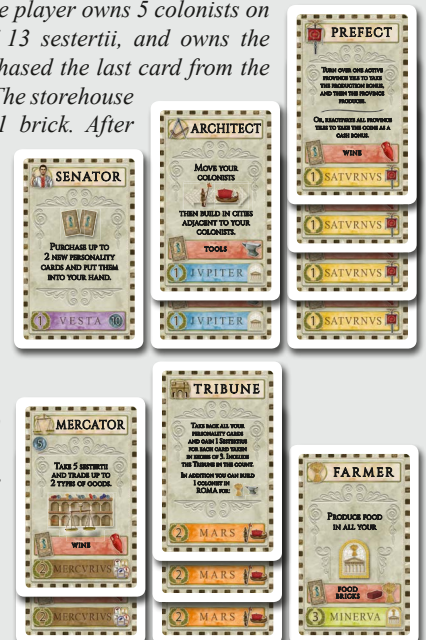 e player owns 5 colonists on
13 sestertii, and owns the
hased the last card from the
The storehouse
1 brick. After
PREFECT
Turn over one active
province tile to take
the production bonus,
and then the province
produces.
Or, reactivate all province
tiles to take the coins as a
cash bonus.
WINE
1 SATVRNVS
1 SATVRNVS
1 SATVRNVS
1 SATVRNVS
ARCHITECT
Move your
colonists
then build in cities
adjacent to your
colonists.
TOOLS
1 JVPITER
1 JVPITER
SENATOR
Purchase up to
2 new personality
cards and put them
into your hand.
1 VESTA 10
MERCATOR
5
Take 5 sestertii
and trade up to
2 types of goods.
WINE
2 MERCVRIVS
2 MERCVRIVS
TRIBUNE
Take back all your
personality cards
and gain 1 Sestertius
for each card taken
in excess of 3. Include
the Tribune in the count.
In addition you can build
1 colonist in
ROMA for:
2 MARS
2 MARS
2 MARS
FARMER
Produce food
in all your
FOOD
BRICKS
3 MINERVA